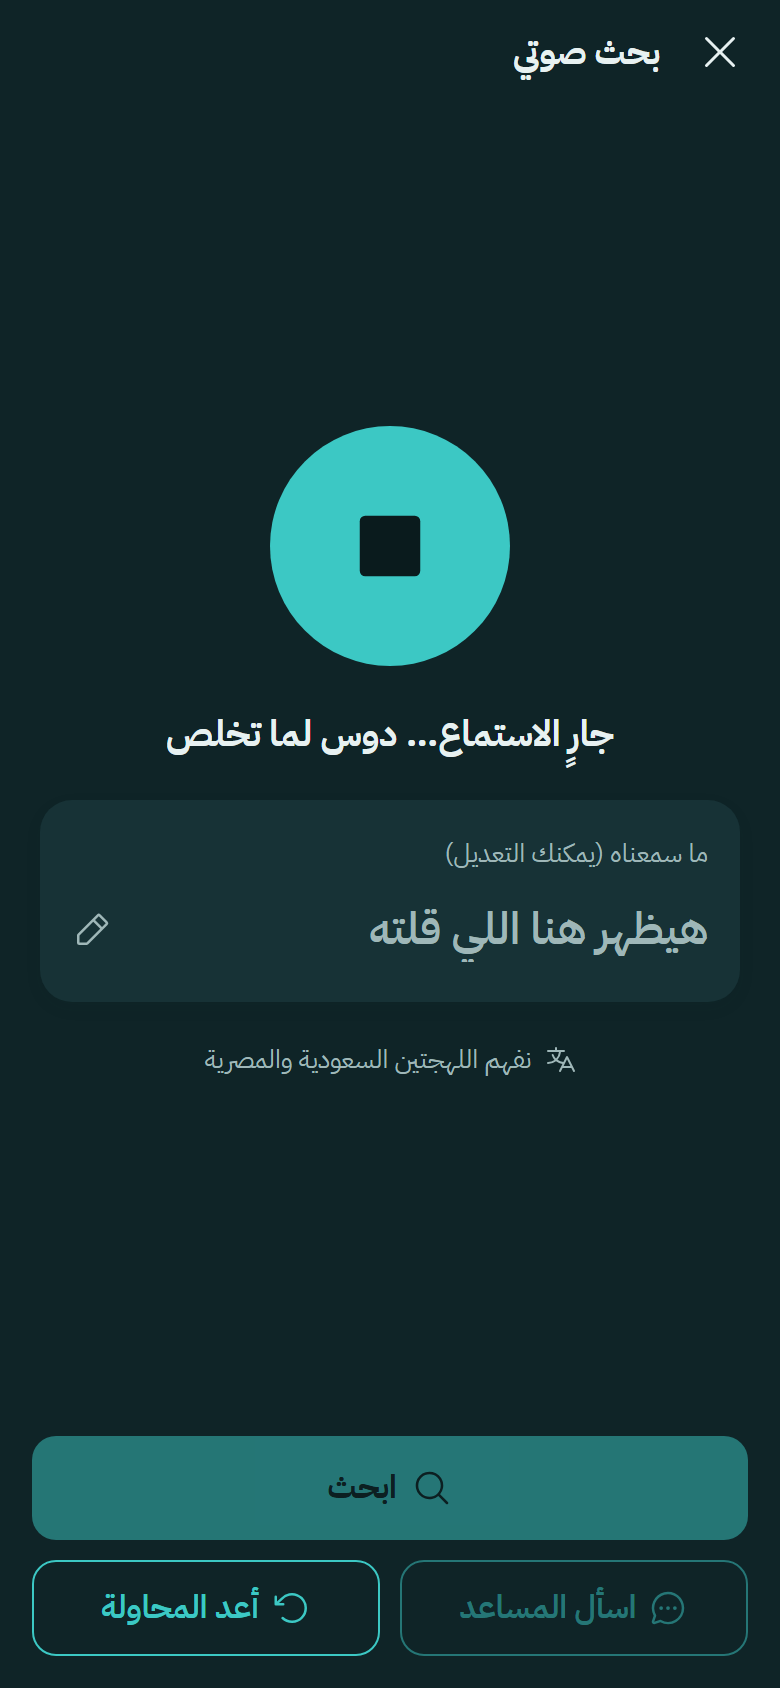 بحث صوتي
جارٍ الاستماع... دوس لما تخلص
ما سمعناه (يمكنك التعديل)
هيظهر هنا اللي قلته
نفهم اللهجتين السعودية والمصرية
ابحث
اسأل المساعد
أعد المحاولة